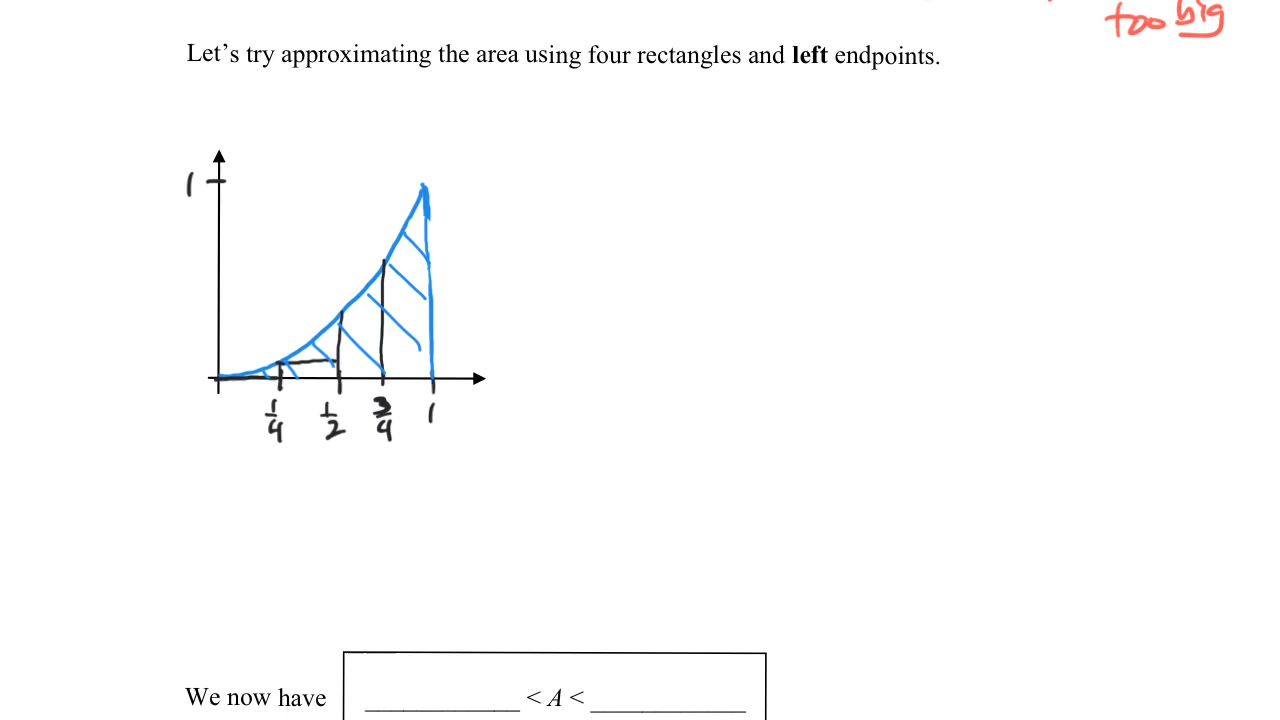 too big
Let's try approximating the area using four rectangles and left endpoints.
1
1/4 1/2 3/4 1
We now have ____________ < A < ____________